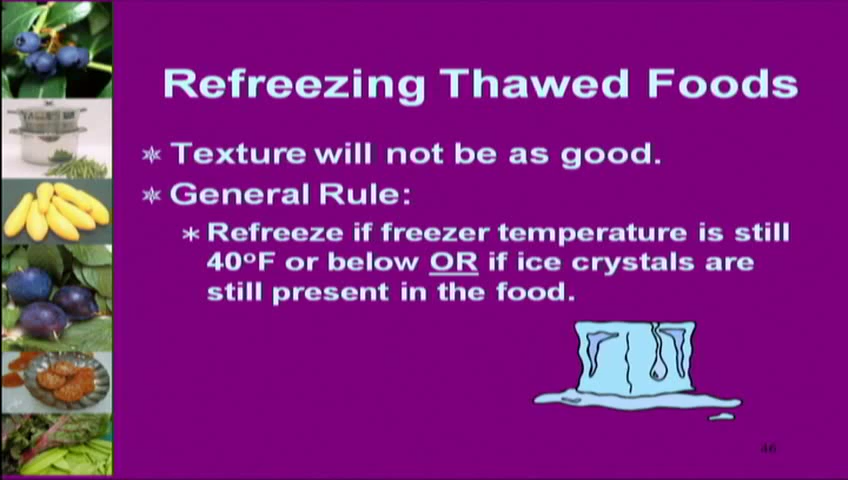 Refreezing Thawed Foods
Texture will not be as good.
General Rule:
Refreeze if freezer temperature is still
40°F or below OR if ice crystals are
still present in the food.
46